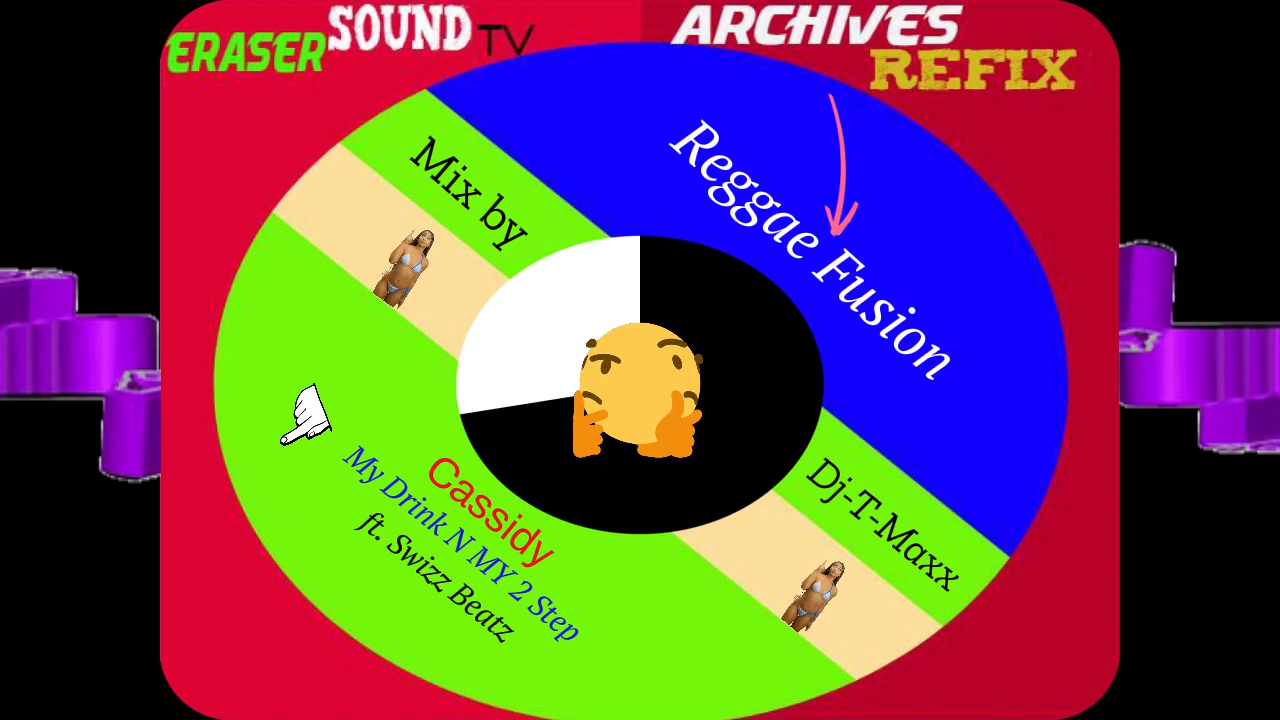 ERASER SOUND TV
ARCHIVES
REFIX
Reggae Fusion
Mix by
Dj-T-Maxx
Cassidy
My Drink N MY 2 Step
ft. Swizz Beatz